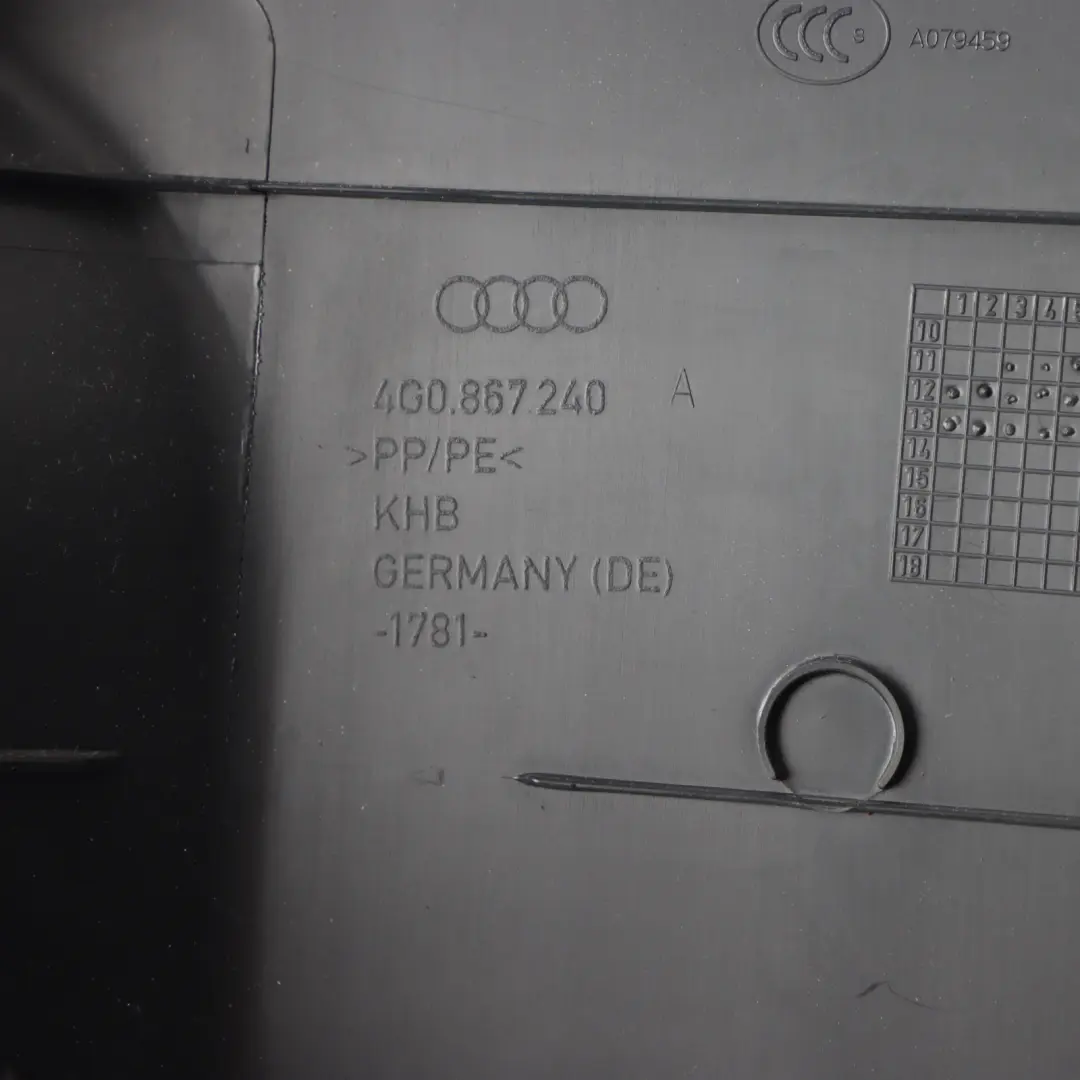 CCC S A079459
4G0.867.240 A
>PP/PE<
KHB
GERMANY (DE)
-1781-
1 2 3 4 5
10
11
12
13
14
15
16
17
18